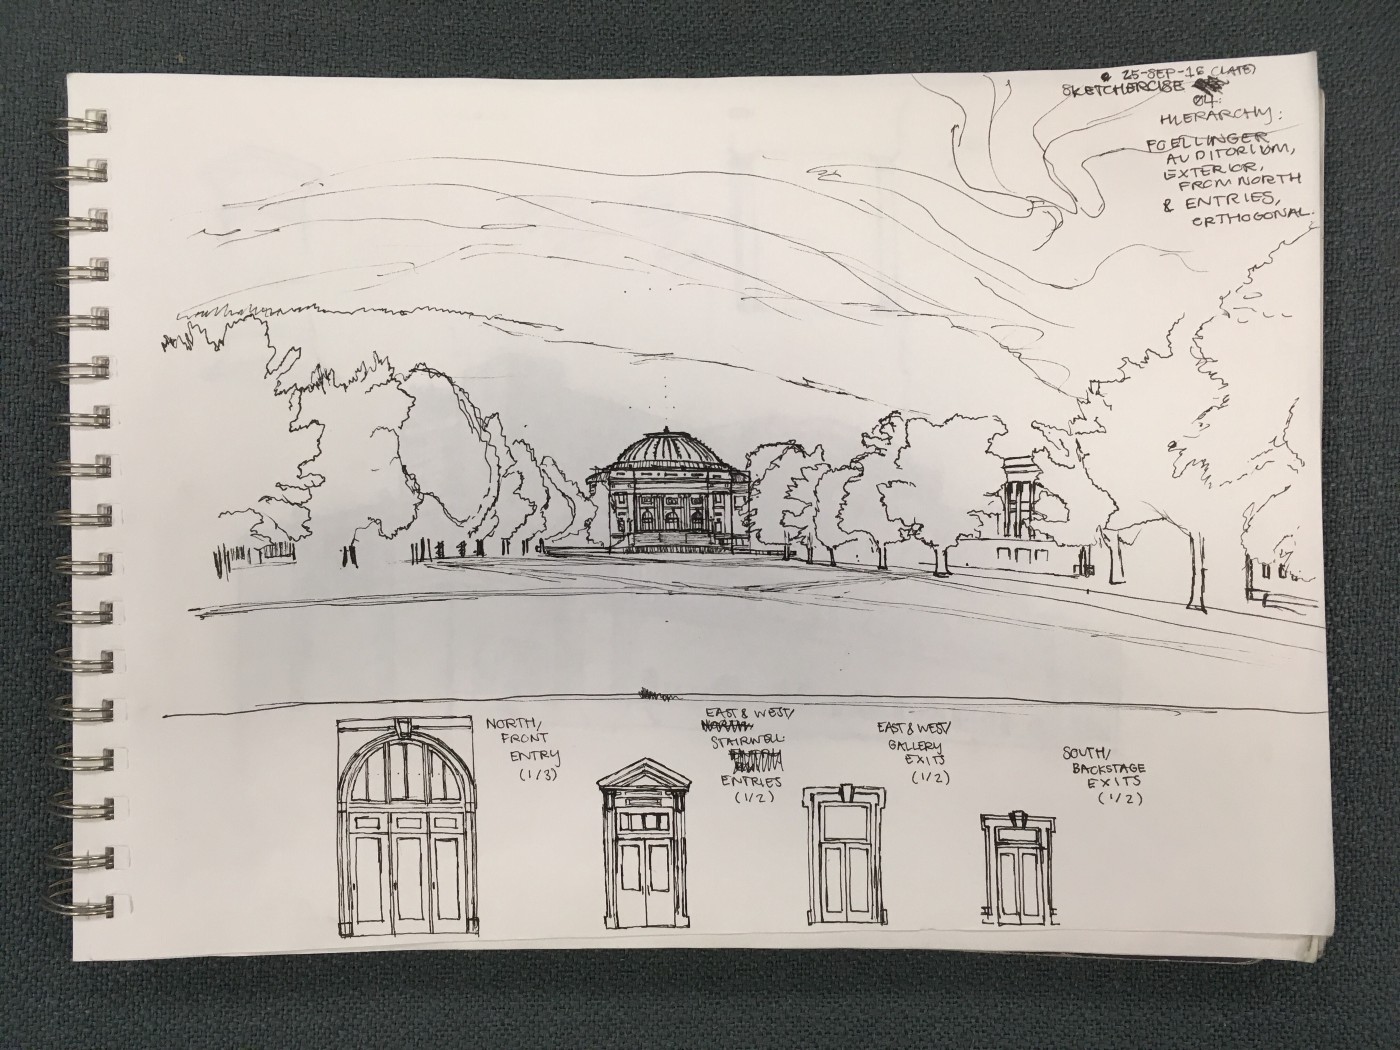 25-SEP-16 (LATE)
SKETCHERCISE
04:
HIERARCHY:
FOELLINGER
AUDITORIUM,
EXTERIOR,
FROM NORTH
& ENTRIES,
ORTHOGONAL.
NORTH/
FRONT
ENTRY
(1/3)
EAST & WEST/
NORTH
STAIRWELL
ENTRIES
(1/2)
EAST & WEST/
GALLERY
EXITS
(1/2)
SOUTH/
BACKSTAGE
EXITS
(1/2)